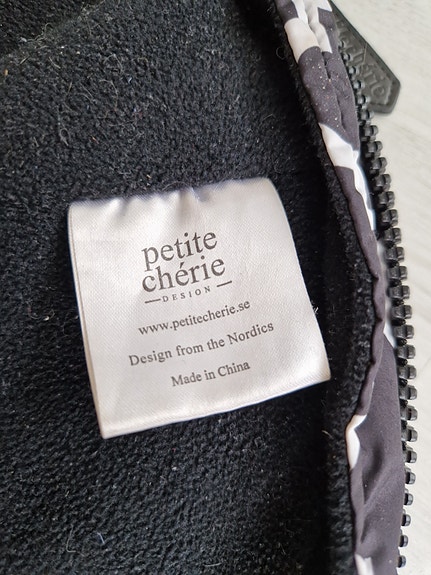 petite
chérie
DESIGN
www.petitecherie.se
Design from the Nordics
Made in China